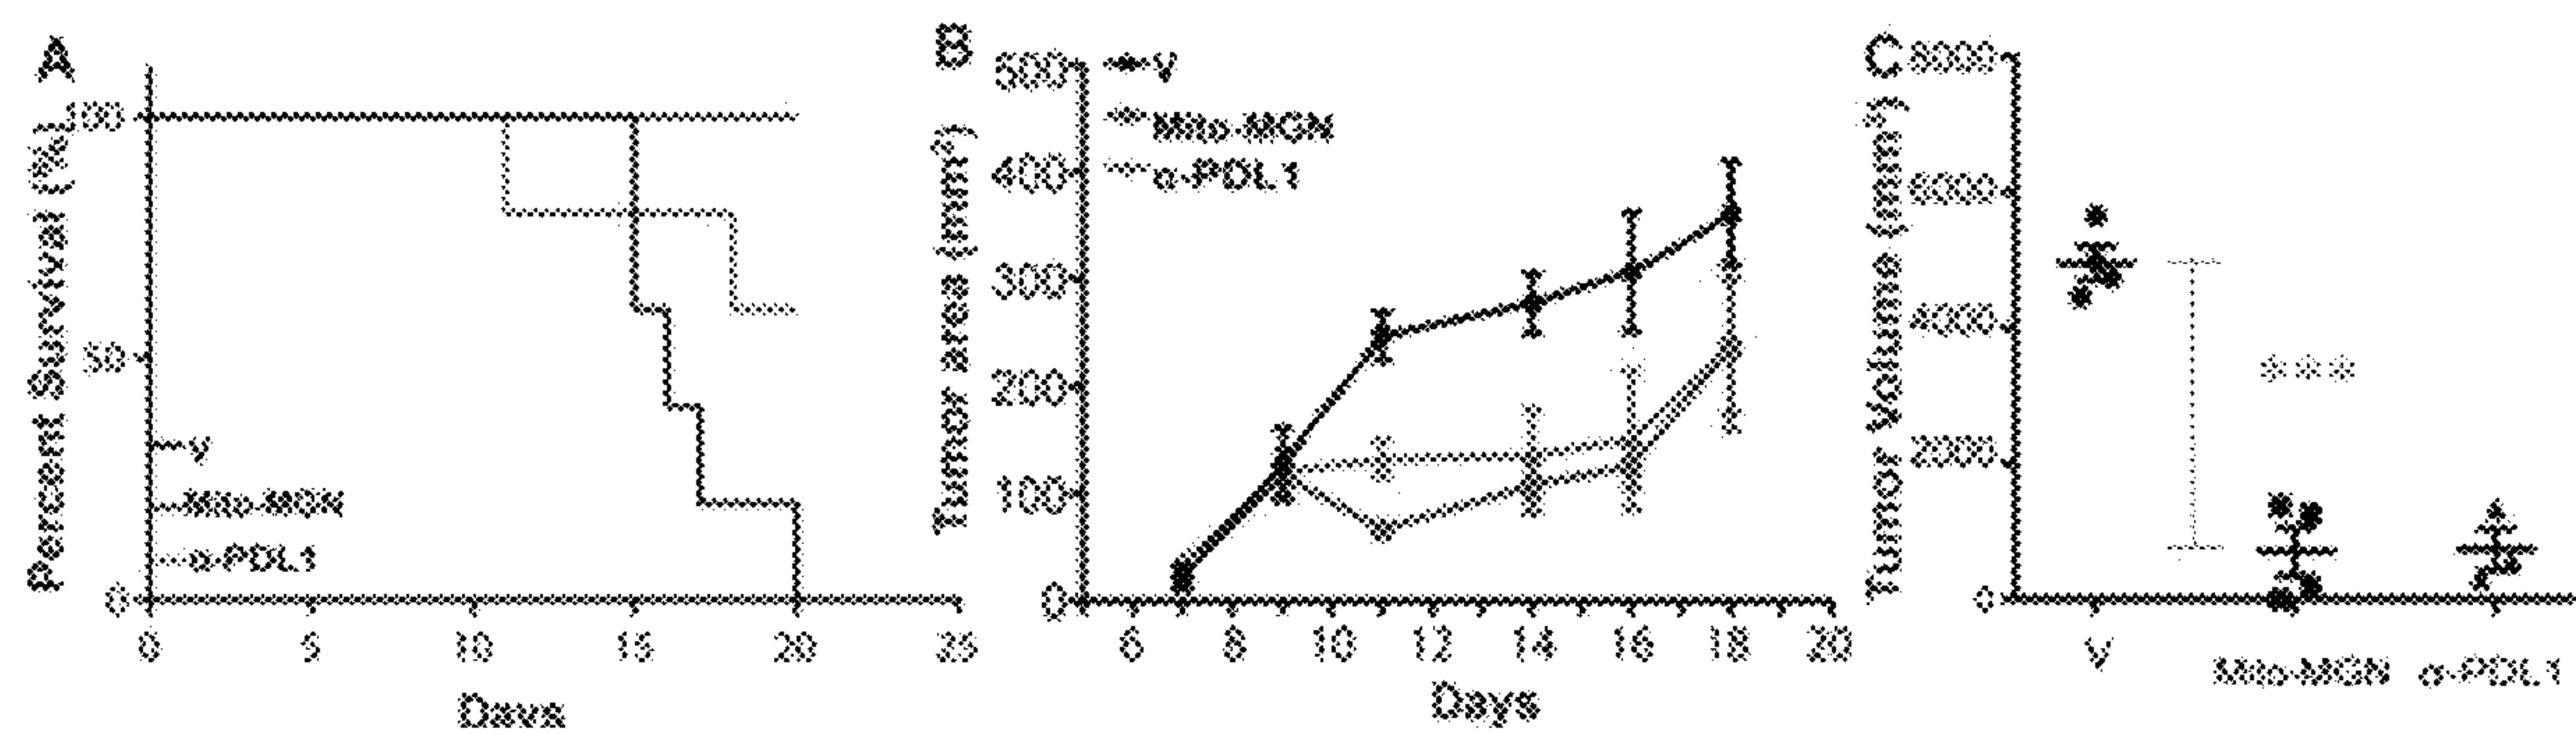 A
Percent Survival (%)
100
50
0
V
Mito-MGN
α-PDL1
0 5 10 15 20 25
Days
B
Tumor area (mm²)
500
400
300
200
100
0
V
Mito-MGN
α-PDL1
6 8 10 12 14 16 18 20
Days
C
Tumor Volume (mm³)
8000
6000
4000
2000
0
***
V Mito-MGN α-PDL1